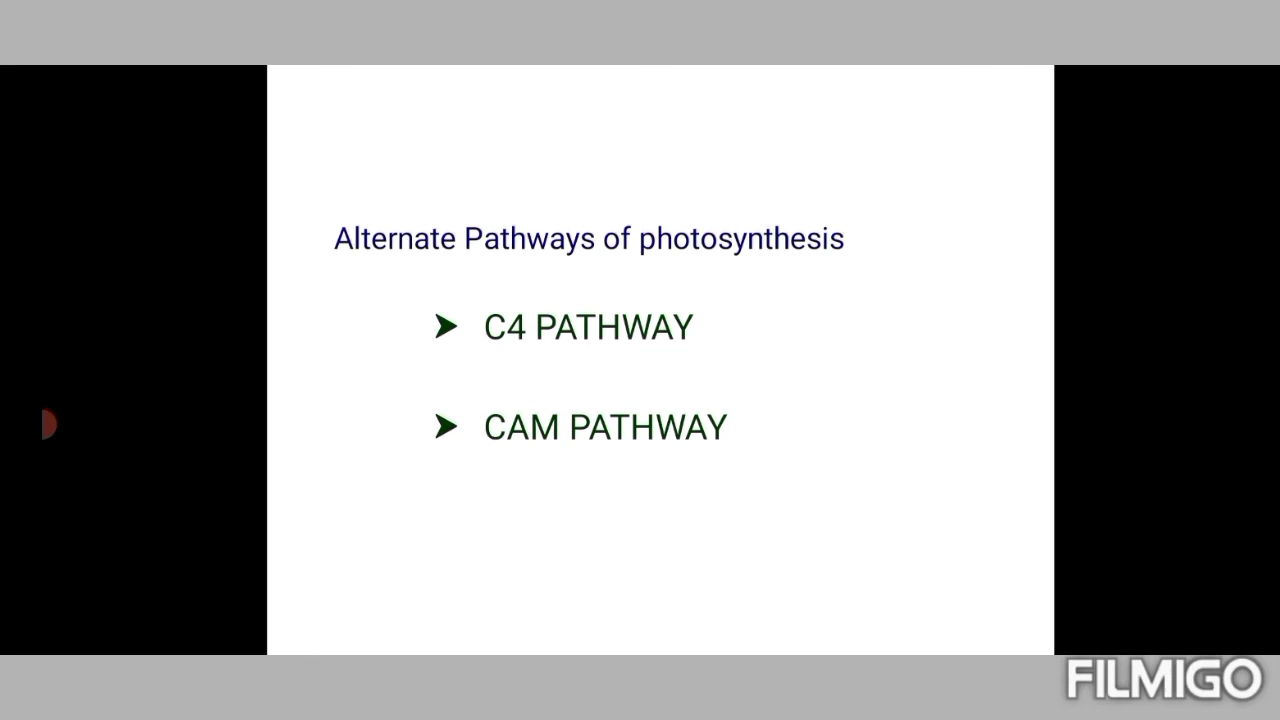 Alternate Pathways of photosynthesis
➤ C4 PATHWAY
➤ CAM PATHWAY
FILMIGO